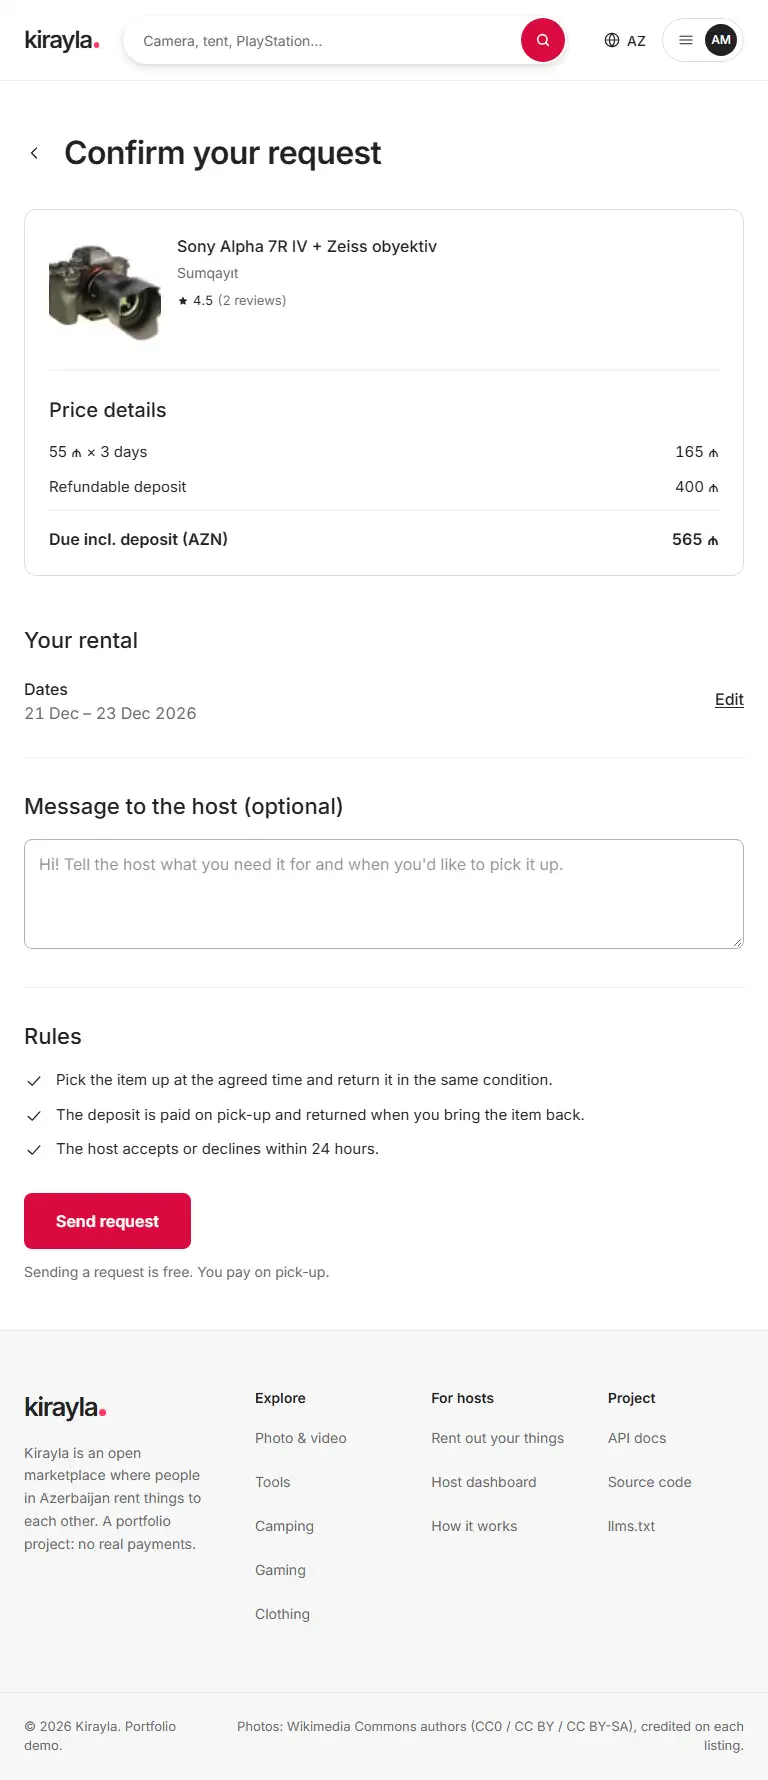 kirayla.
Camera, tent, PlayStation...
AZ
AM
Confirm your request
Sony Alpha 7R IV + Zeiss obyektiv
Sumqayıt
★ 4.5 (2 reviews)
Price details
55 ₼ × 3 days 165 ₼
Refundable deposit 400 ₼
Due incl. deposit (AZN) 565 ₼
Your rental
Dates
21 Dec – 23 Dec 2026
Edit
Message to the host (optional)
Hi! Tell the host what you need it for and when you'd like to pick it up.
Rules
Pick the item up at the agreed time and return it in the same condition.
The deposit is paid on pick-up and returned when you bring the item back.
The host accepts or declines within 24 hours.
Send request
Sending a request is free. You pay on pick-up.
kirayla.
Kirayla is an open
marketplace where people
in Azerbaijan rent things to
each other. A portfolio
project: no real payments.
Explore
Photo & video
Tools
Camping
Gaming
Clothing
For hosts
Rent out your things
Host dashboard
How it works
Project
API docs
Source code
llms.txt
© 2026 Kirayla. Portfolio
demo.
Photos: Wikimedia Commons authors (CC0 / CC BY / CC BY-SA), credited on each
listing.